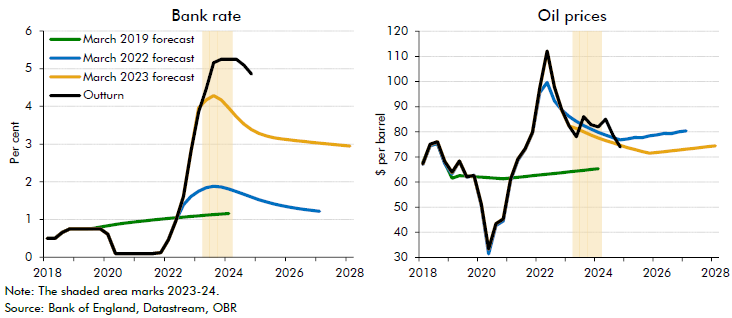 Bank rate
6
5
4
3
2
1
0
Per cent
March 2019 forecast
March 2022 forecast
March 2023 forecast
Outturn
2018 2020 2022 2024 2026 2028
Oil prices
120
110
100
90
80
70
60
50
40
30
$ per barrel
2018 2020 2022 2024 2026 2028
Note: The shaded area marks 2023-24.
Source: Bank of England, Datastream, OBR